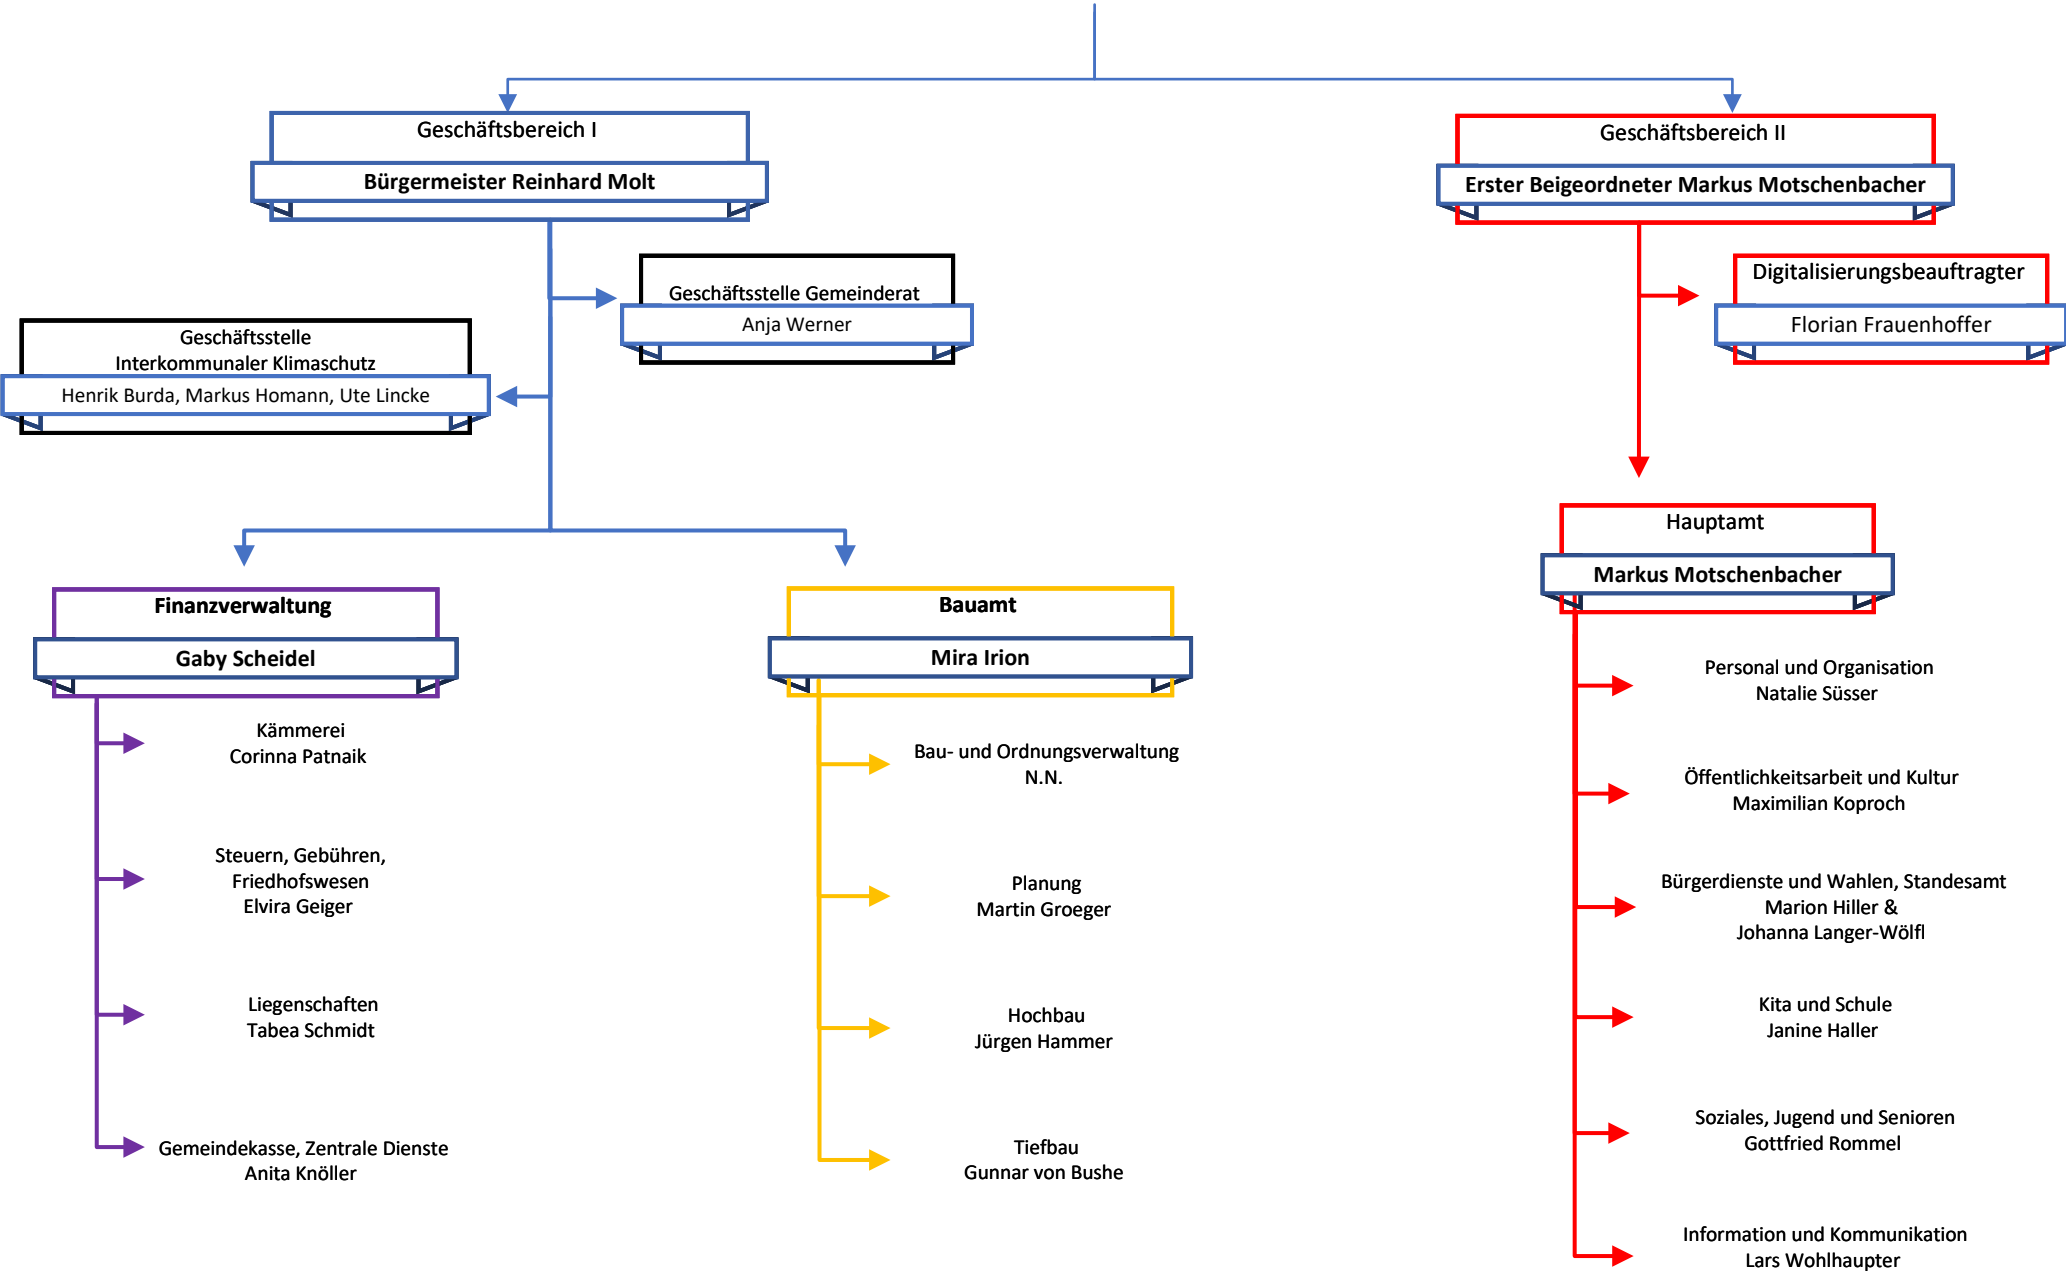 Geschäftsbereich I
Bürgermeister Reinhard Molt
Geschäftsbereich II
Erster Beigeordneter Markus Motschenbacher
Geschäftsstelle Gemeinderat
Anja Werner
Digitalisierungsbeauftragter
Florian Frauenhoffer
Geschäftsstelle
Interkommunaler Klimaschutz
Henrik Burda, Markus Homann, Ute Lincke
Finanzverwaltung
Gaby Scheidel
Kämmerei
Corinna Patnaik
Steuern, Gebühren,
Friedhofswesen
Elvira Geiger
Liegenschaften
Tabea Schmidt
Gemeindekasse, Zentrale Dienste
Anita Knöller
Bauamt
Mira Irion
Bau- und Ordnungsverwaltung
N.N.
Planung
Martin Groeger
Hochbau
Jürgen Hammer
Tiefbau
Gunnar von Bushe
Hauptamt
Markus Motschenbacher
Personal und Organisation
Natalie Süsser
Öffentlichkeitsarbeit und Kultur
Maximilian Koproch
Bürgerdienste und Wahlen, Standesamt
Marion Hiller &
Johanna Langer-Wölfl
Kita und Schule
Janine Haller
Soziales, Jugend und Senioren
Gottfried Rommel
Information und Kommunikation
Lars Wohlhaupter